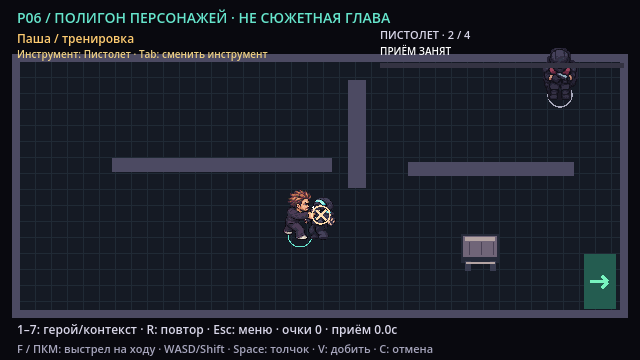 P06 / ПОЛИГОН ПЕРСОНАЖЕЙ · НЕ СЮЖЕТНАЯ ГЛАВА
Паша / тренировка
ПИСТОЛЕТ · 2 / 4
Инструмент: Пистолет · Tab: сменить инструмент
ПРИЁМ ЗАНЯТ
1–7: герой/контекст · R: повтор · Esc: меню · очки 0 · приём 0.0с
F / ПКМ: выстрел на ходу · WASD/Shift · Space: толчок · V: добить · C: отмена